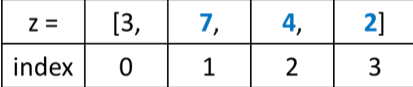 z = [3, 7, 4, 2]
index 0 1 2 3